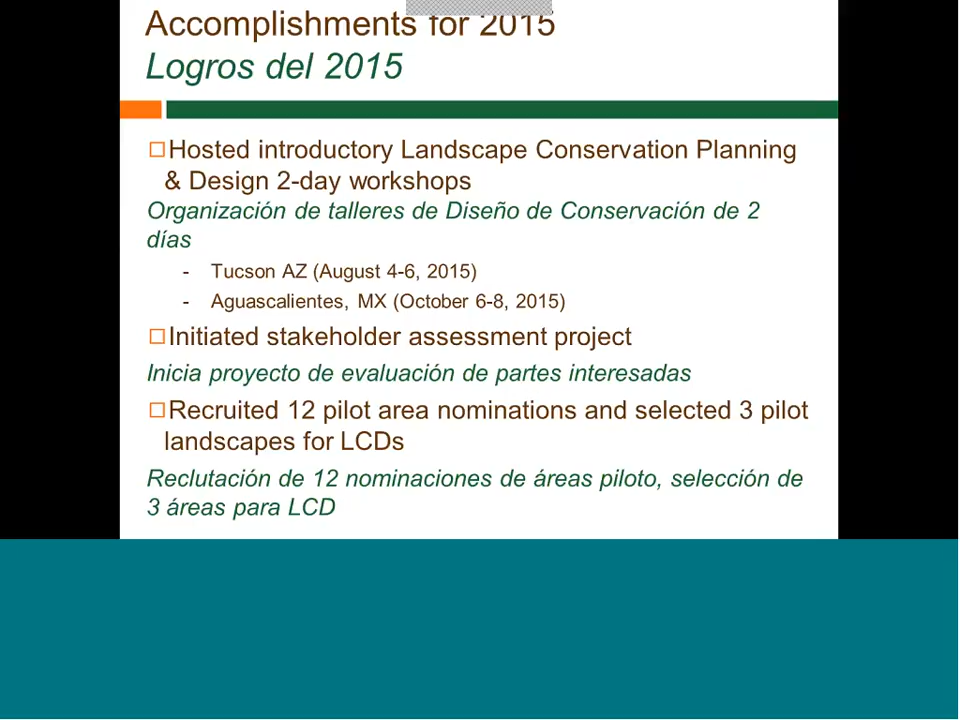 Accomplishments for 2015
Logros del 2015
Hosted introductory Landscape Conservation Planning
& Design 2-day workshops
Organización de talleres de Diseño de Conservación de 2
días
- Tucson AZ (August 4-6, 2015)
- Aguascalientes, MX (October 6-8, 2015)
Initiated stakeholder assessment project
Inicia proyecto de evaluación de partes interesadas
Recruited 12 pilot area nominations and selected 3 pilot
landscapes for LCDs
Reclutación de 12 nominaciones de áreas piloto, selección de
3 áreas para LCD